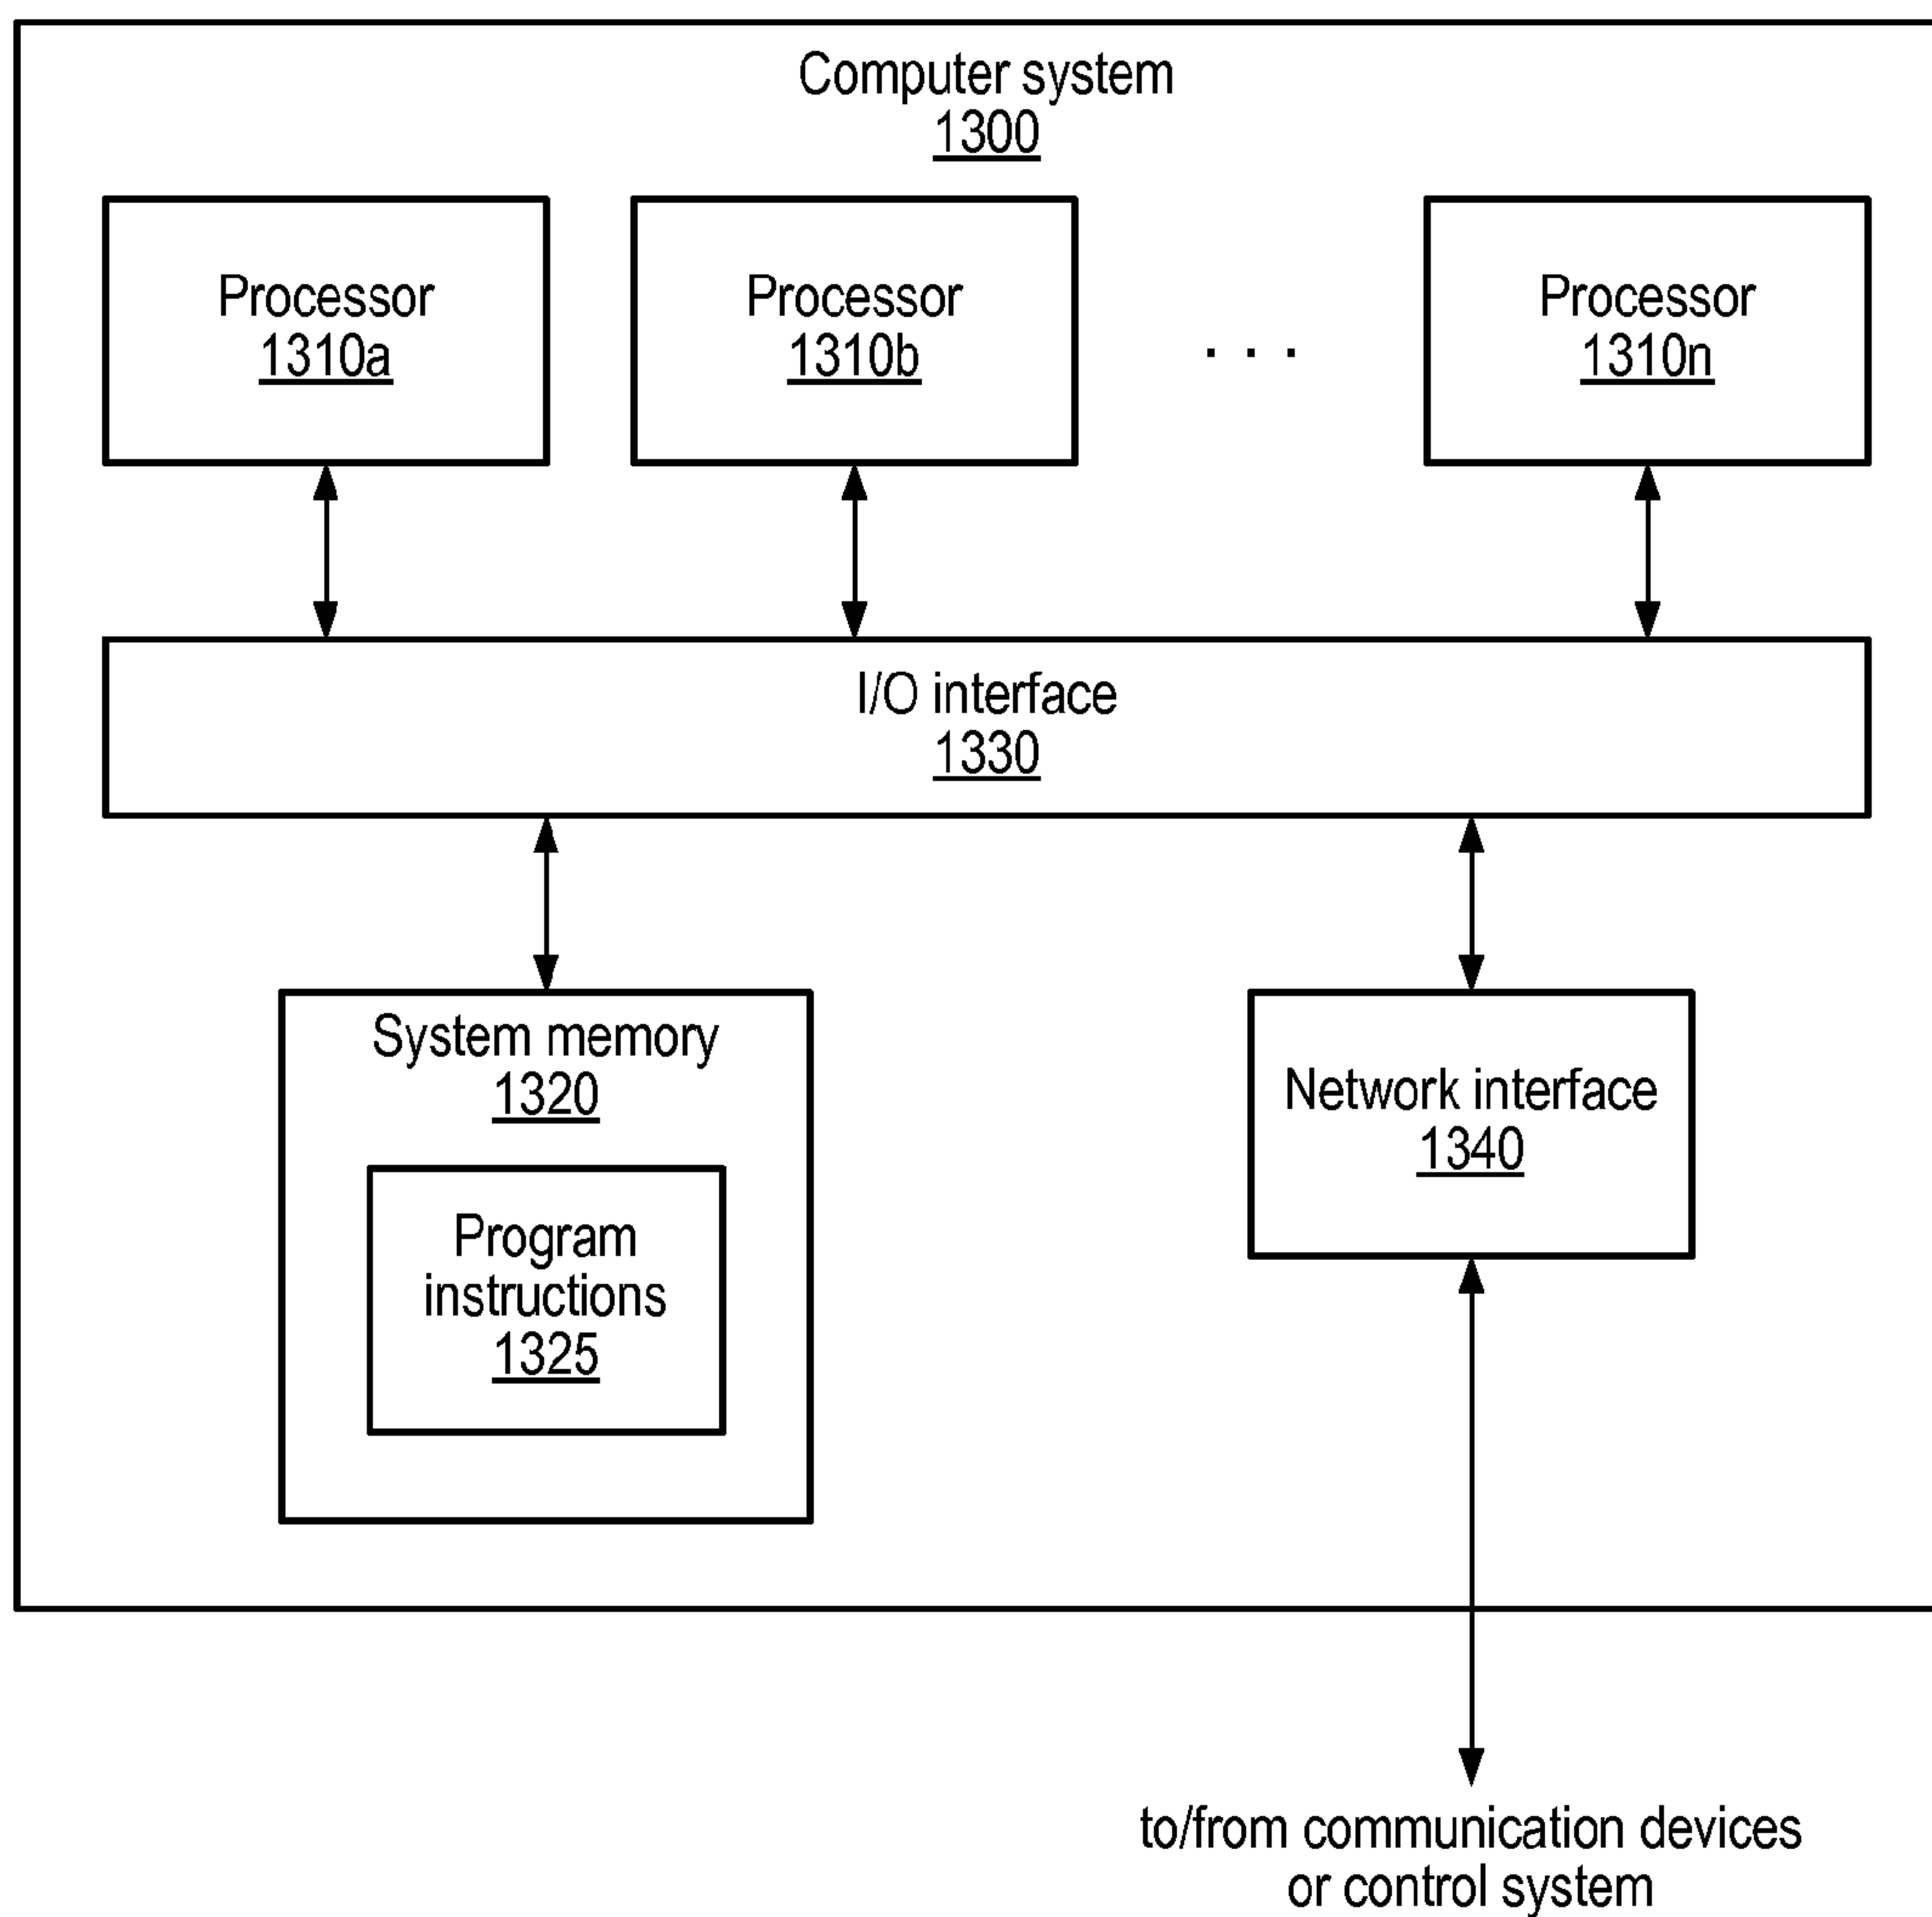 Computer system
1300
Processor
1310a
Processor
1310b
. . .
Processor
1310n
I/O interface
1330
System memory
1320
Program
instructions
1325
Network interface
1340
to/from communication devices
or control system